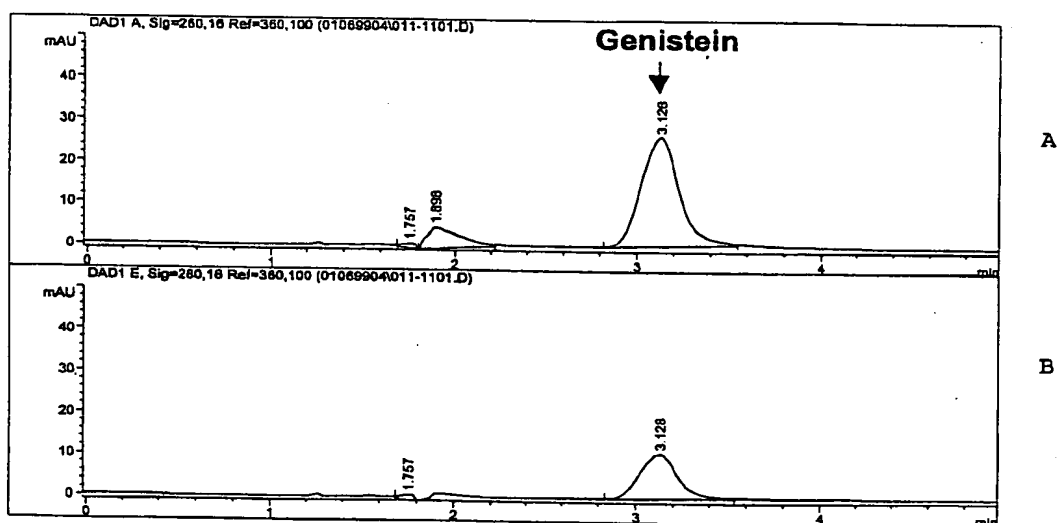 DAD1 A, Sig=260,16 Ref=360,100 (01069904\011-1101.D)
mAU
Genistein
40
30
20
10
0
1.757
1.898
3.128
0
2
3
4
min
A
DAD1 E, Sig=280,16 Ref=360,100 (01069904\011-1101.D)
mAU
40
30
20
10
0
1.757
3.128
0
1
2
3
4
min
B